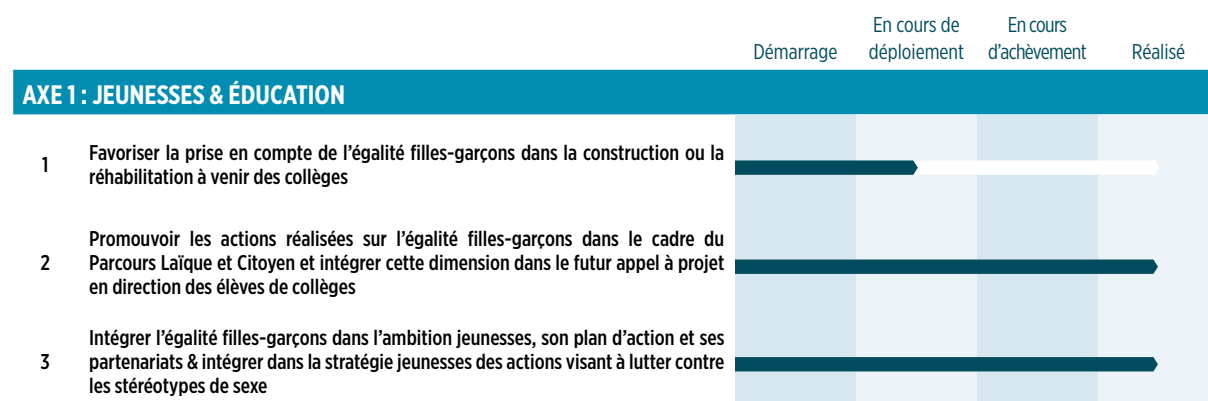 En cours de
En cours
Démarrage
déploiement
d'achèvement
Réalisé
AXE 1 : JEUNESSES & ÉDUCATION
1
Favoriser la prise en compte de l'égalité filles-garçons dans la construction ou la
réhabilitation à venir des collèges
2
Promouvoir les actions réalisées sur l'égalité filles-garçons dans le cadre du
Parcours Laïque et Citoyen et intégrer cette dimension dans le futur appel à projet
en direction des élèves de collèges
3
Intégrer l'égalité filles-garçons dans l'ambition jeunesses, son plan d'action et ses
partenariats & intégrer dans la stratégie jeunesses des actions visant à lutter contre
les stéréotypes de sexe